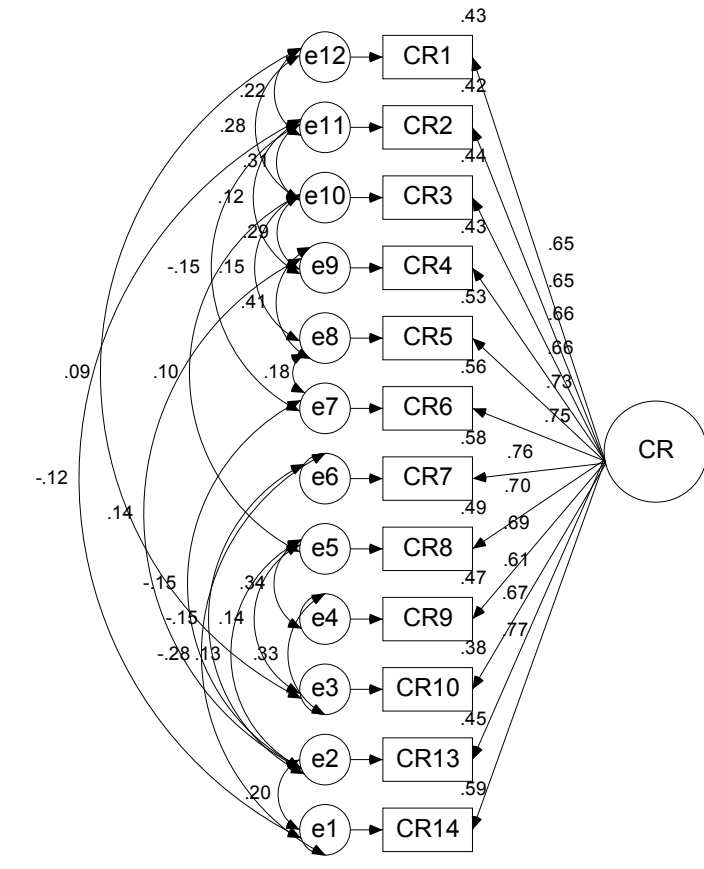 .43
e12 CR1
.22 .42
.28 e11 CR2
.31 .44
.12 e10 CR3
.29 .43 .65
-.15 .15 e9 CR4
.65
.41 .53
.66
e8 CR5
.66
.09 .10 .18 .56 .73
e7 CR6 .75
.58 .76
CR
-.12 e6 CR7 .70
.14 .49 .69
e5 CR8 .61
-.15 .34 .47 .67
-.15 .14 e4 CR9 .77
-.28 .13 .33 .38
e3 CR10
.45
e2 CR13
.20 .59
e1 CR14